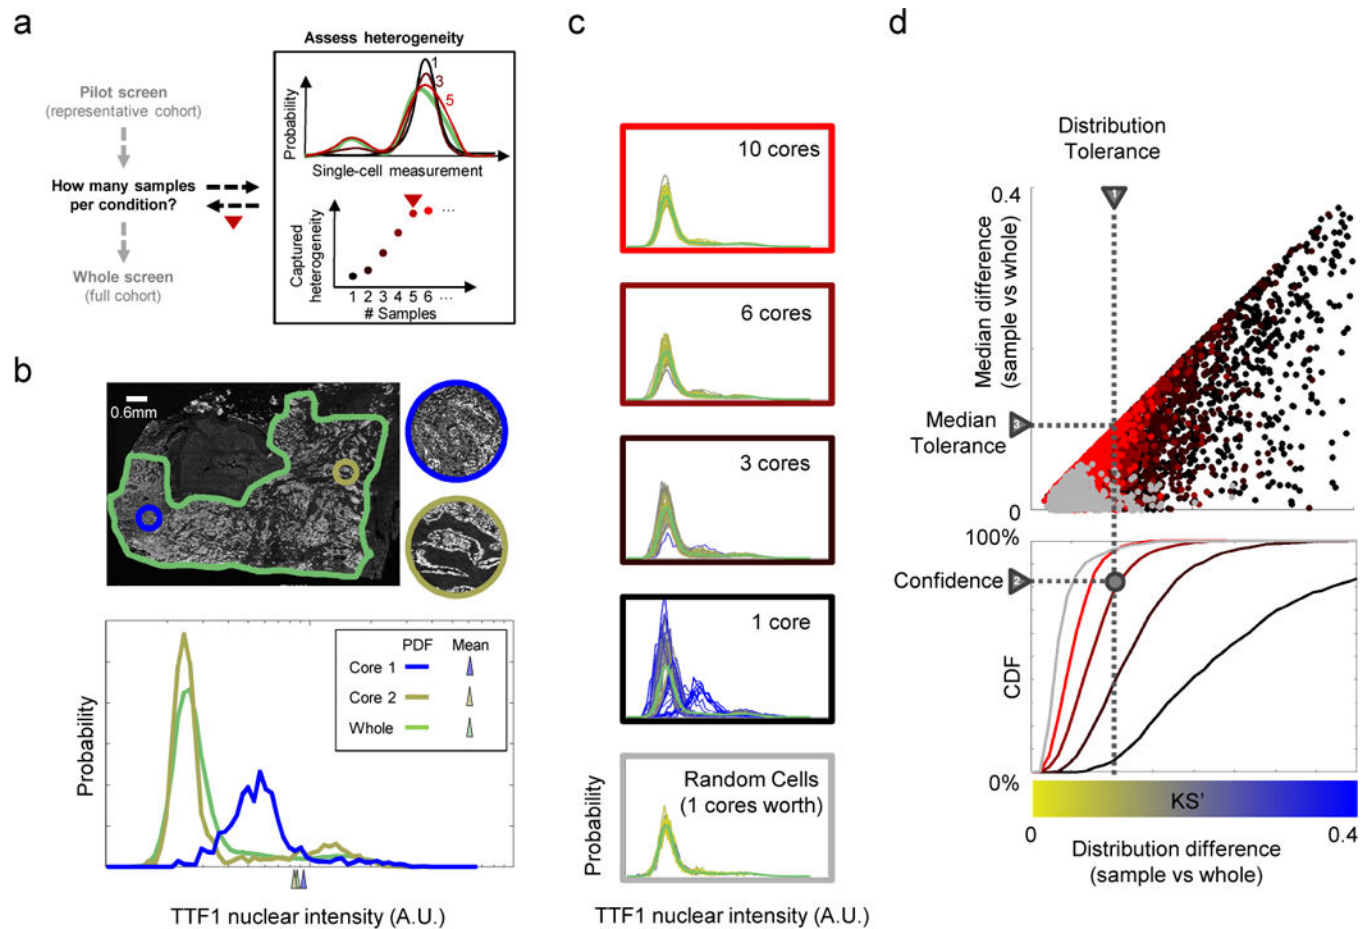 a
Assess heterogeneity
Pilot screen
(representative cohort)
How many samples
per condition?
Whole screen
(full cohort)
Probability
1
3
5
Single-cell measurement
Captured
heterogeneity
1 2 3 4 5 6 ...
...
# Samples
b
0.6mm
PDF Mean
Core 1
Core 2
Whole
Probability
TTF1 nuclear intensity (A.U.)
c
10 cores
6 cores
3 cores
1 core
Random Cells
(1 cores worth)
Probability
TTF1 nuclear intensity (A.U.)
d
Distribution
Tolerance
1
0.4
Median difference
(sample vs whole)
Median
Tolerance
3
0
100%
Confidence
2
CDF
0%
KS'
0 0.4
Distribution difference
(sample vs whole)